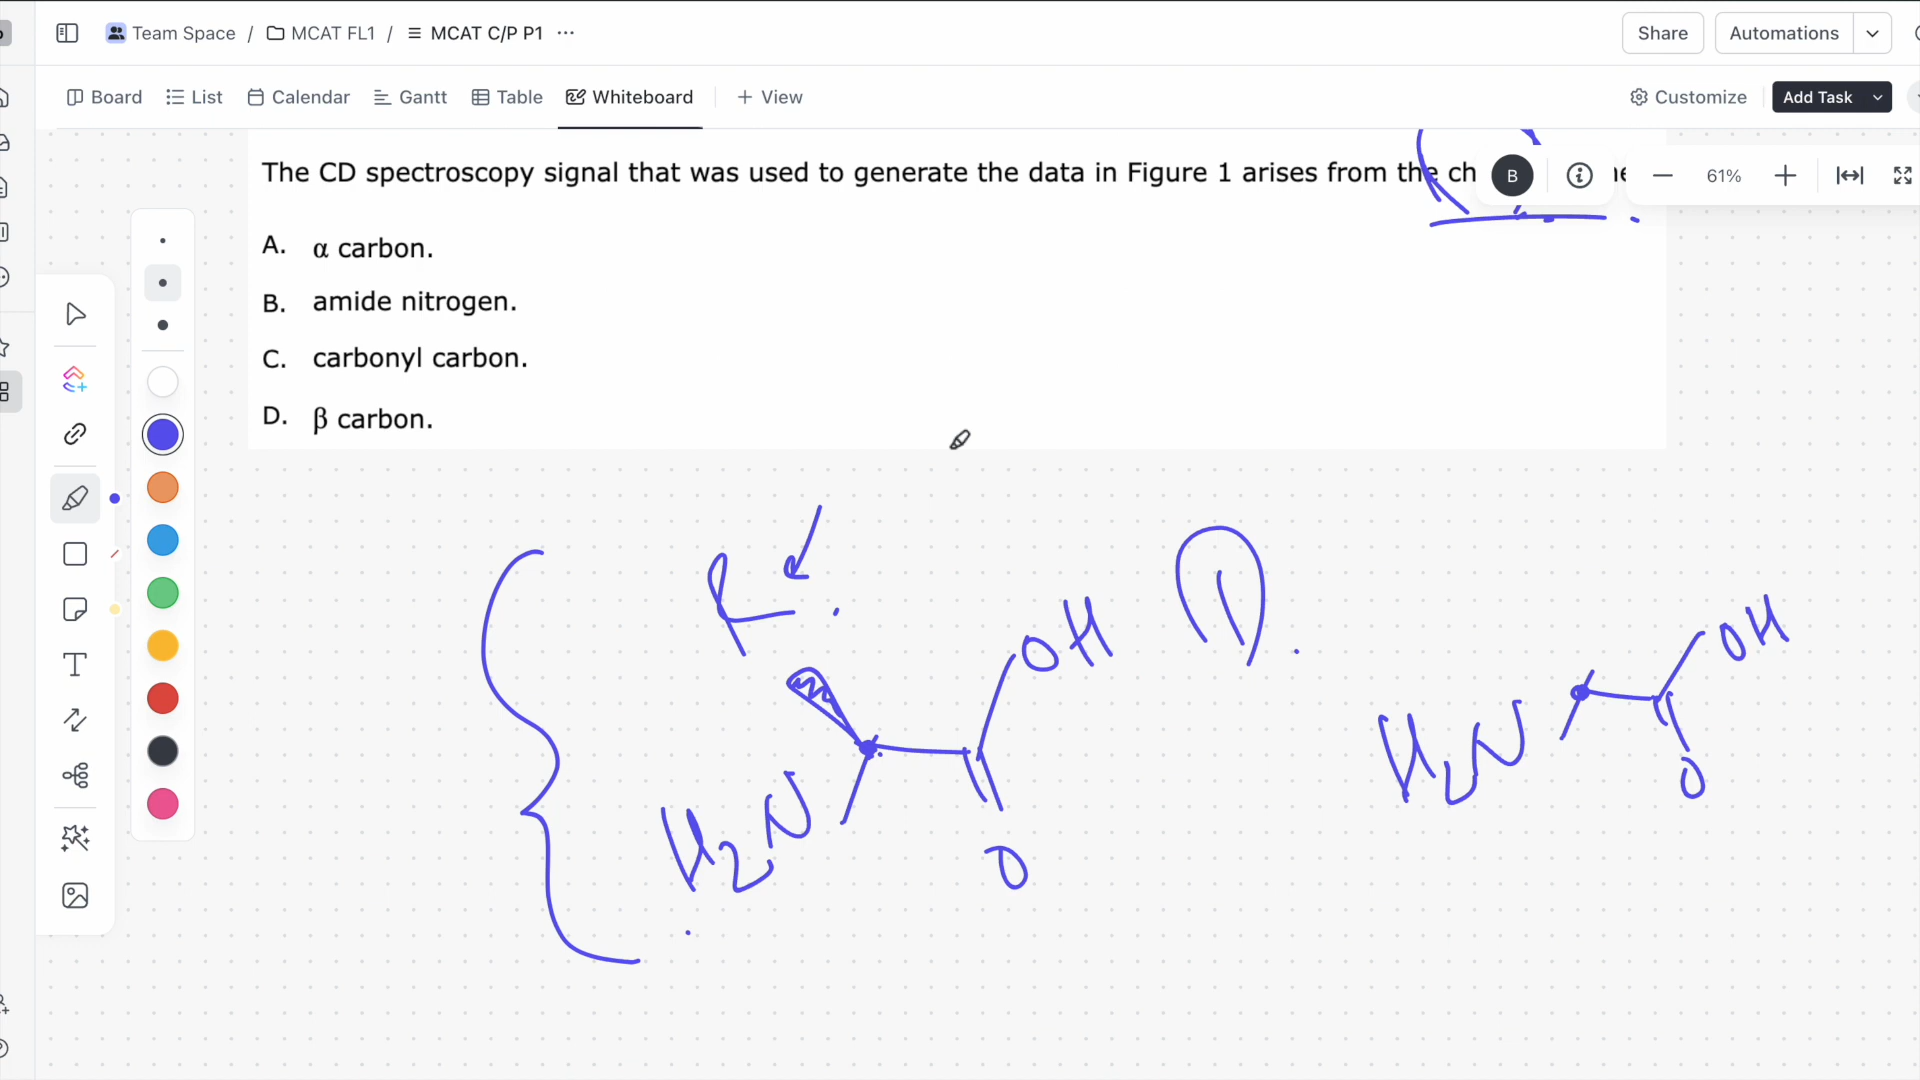 Team Space / MCAT FL1 / MCAT C/P P1 ...
Share
Automations
Board
List
Calendar
Gantt
Table
Whiteboard
+ View
Customize
Add Task
The CD spectroscopy signal that was used to generate the data in Figure 1 arises from the ch
B
61%
A. α carbon.
B. amide nitrogen.
C. carbonyl carbon.
D. β carbon.
R
OH
H2N
O
OH
H2N
O
T